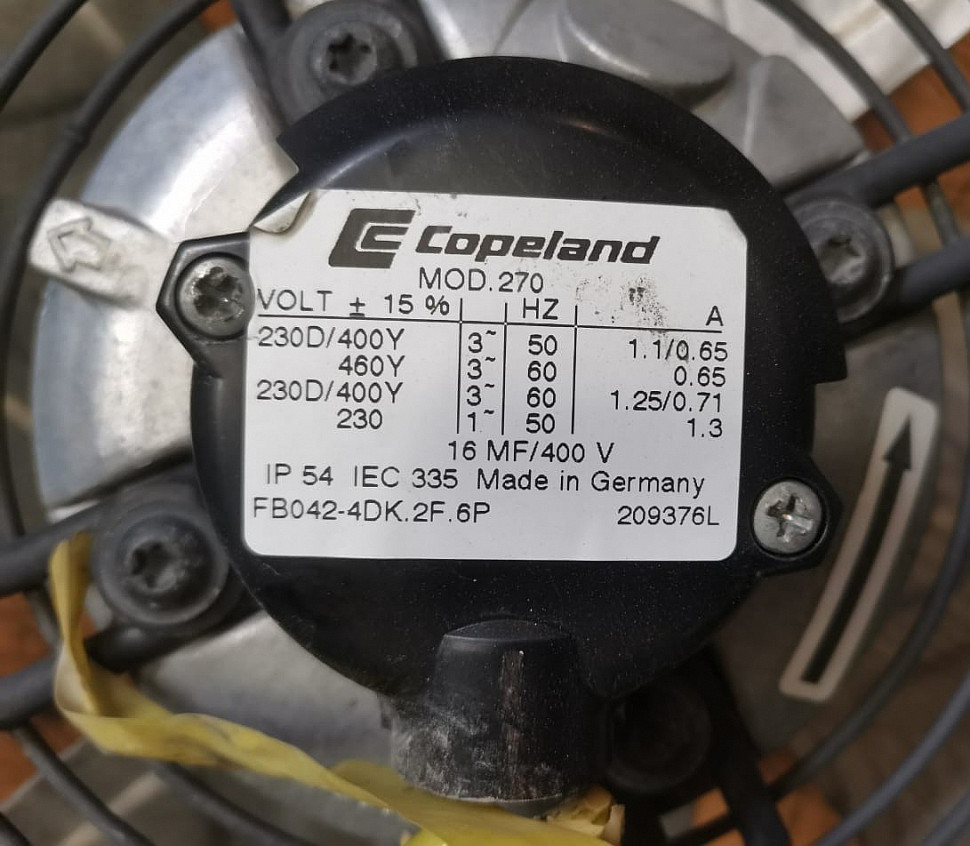 Copeland
MOD.270
VOLT ± 15 % HZ A
230D/400Y 3~ 50 1.1/0.65
460Y 3~ 60 0.65
230D/400Y 3~ 60 1.25/0.71
230 1~ 50 1.3
16 MF/400 V
IP 54 IEC 335 Made in Germany
FB042-4DK.2F.6P 209376L